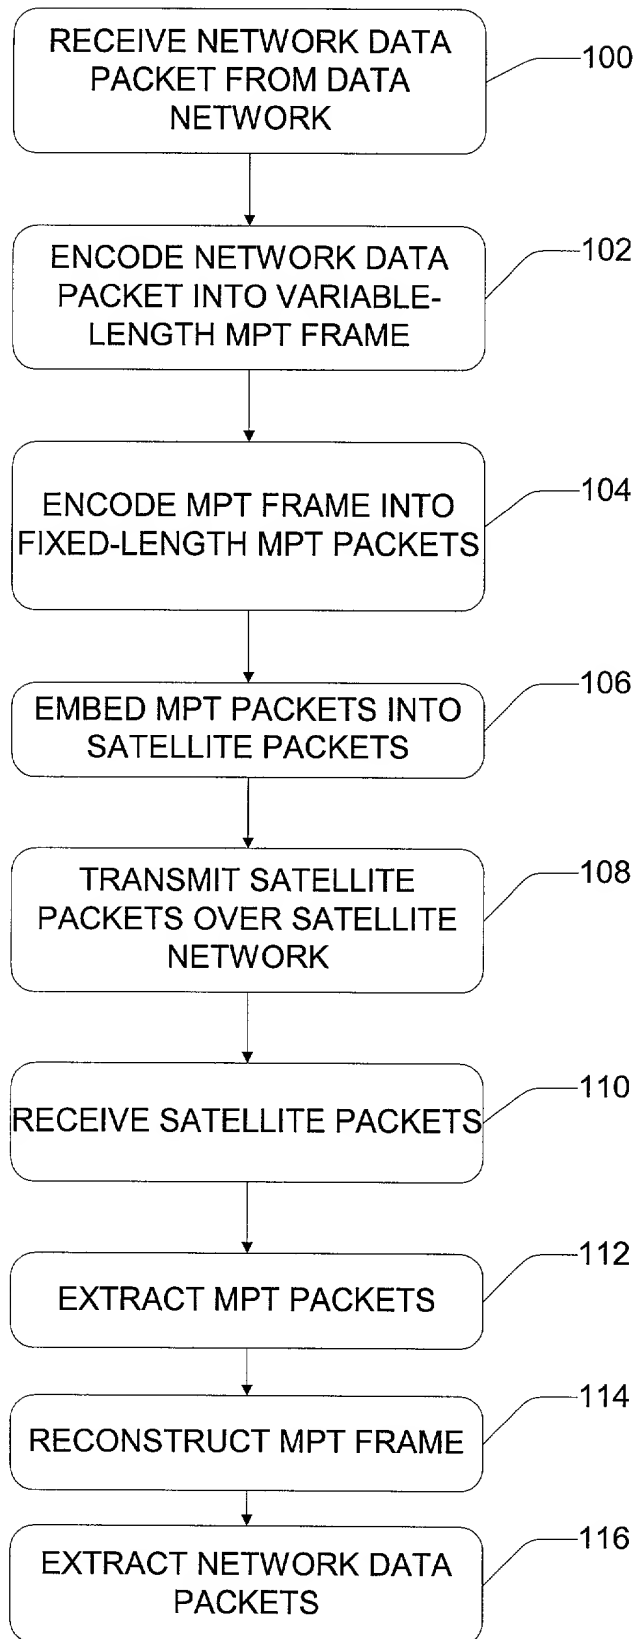 RECEIVE NETWORK DATA
PACKET FROM DATA
NETWORK
100
ENCODE NETWORK DATA
PACKET INTO VARIABLE-
LENGTH MPT FRAME
102
ENCODE MPT FRAME INTO
FIXED-LENGTH MPT PACKETS
104
EMBED MPT PACKETS INTO
SATELLITE PACKETS
106
TRANSMIT SATELLITE
PACKETS OVER SATELLITE
NETWORK
108
RECEIVE SATELLITE PACKETS
110
EXTRACT MPT PACKETS
112
RECONSTRUCT MPT FRAME
114
EXTRACT NETWORK DATA
PACKETS
116